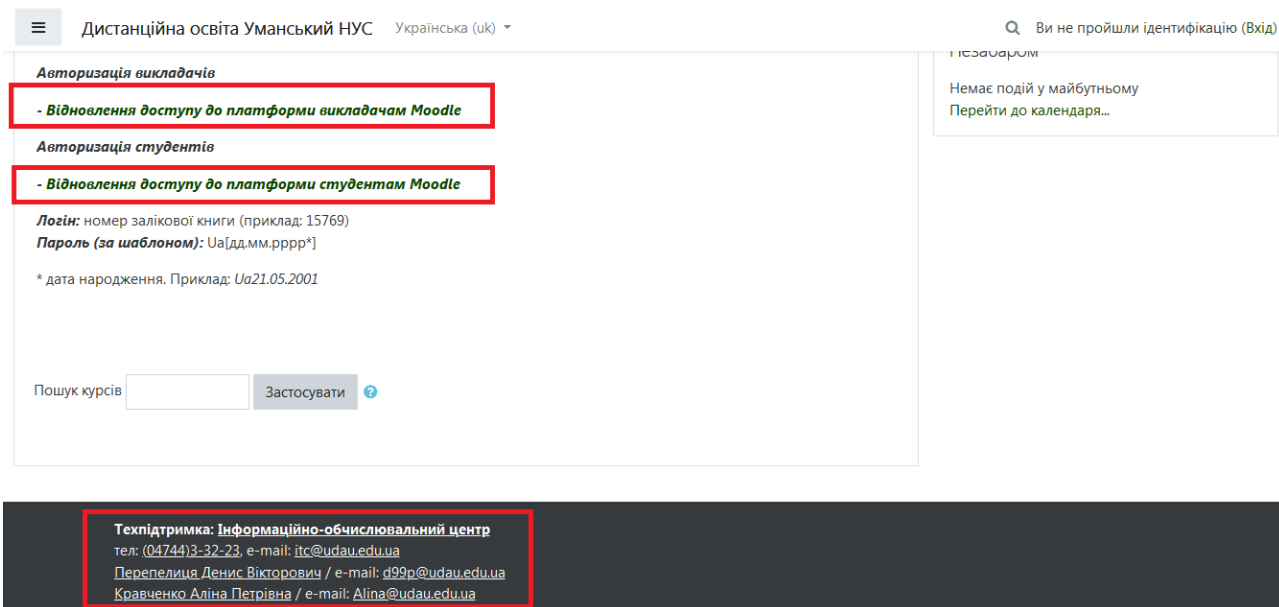 Дистанційна освіта Уманський НУС Українська (uk)
Ви не пройшли ідентифікацію (Вхід)
Авторизація викладачів
- Відновлення доступу до платформи викладачам Moodle
Авторизація студентів
- Відновлення доступу до платформи студентам Moodle
Логін: номер залікової книги (приклад: 15769)
Пароль (за шаблоном): Ua[дд.мм.рррр*]
* дата народження. Приклад: Ua21.05.2001
Пошук курсів Застосувати
Незабаром
Немає подій у майбутньому
Перейти до календаря...
Техпідтримка: Інформаційно-обчислювальний центр
тел: (04744)3-32-23, e-mail: itc@udau.edu.ua
Перепелиця Денис Вікторович / e-mail: d99p@udau.edu.ua
Кравченко Аліна Петрівна / e-mail: Alina@udau.edu.ua